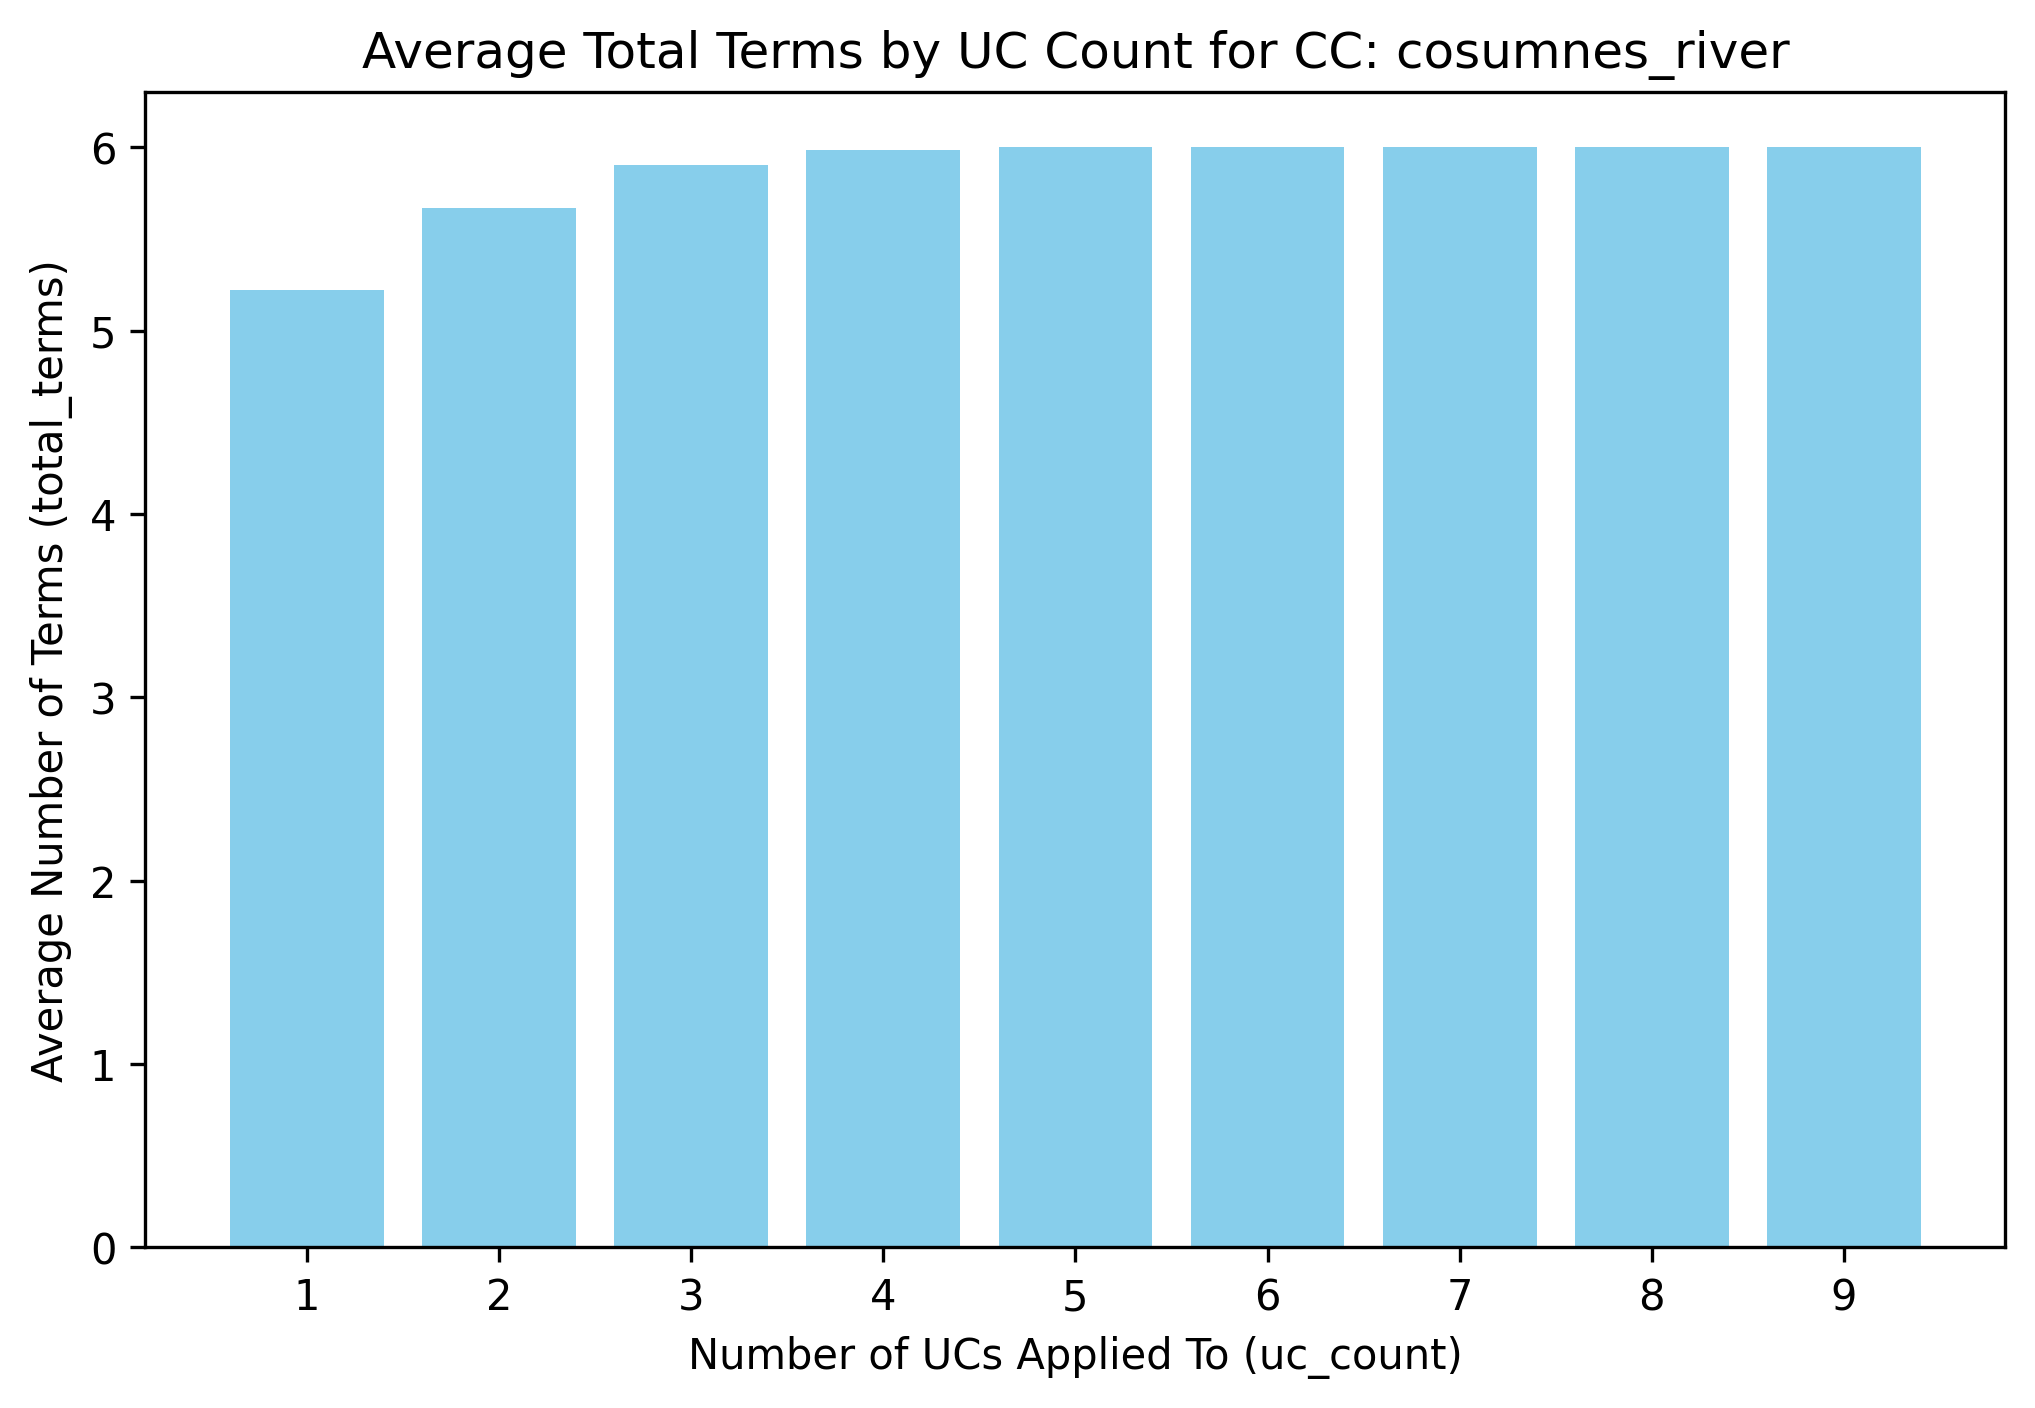 Average Total Terms by UC Count for CC: cosumnes_river
Average Number of Terms (total_terms)
6
5
4
3
2
1
0
1 2 3 4 5 6 7 8 9
Number of UCs Applied To (uc_count)